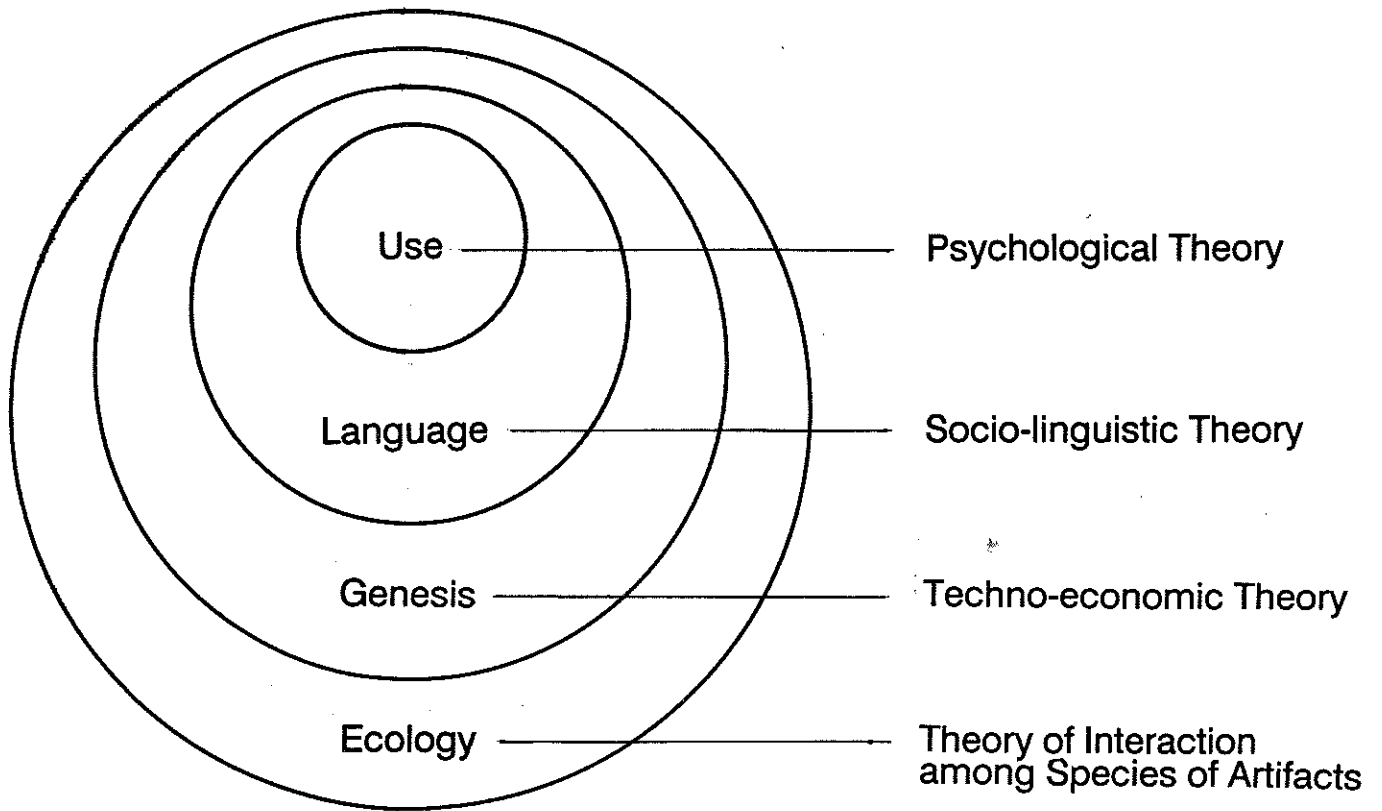 Use
Psychological Theory
Language
Socio-linguistic Theory
Genesis
Techno-economic Theory
Ecology
Theory of Interaction
among Species of Artifacts